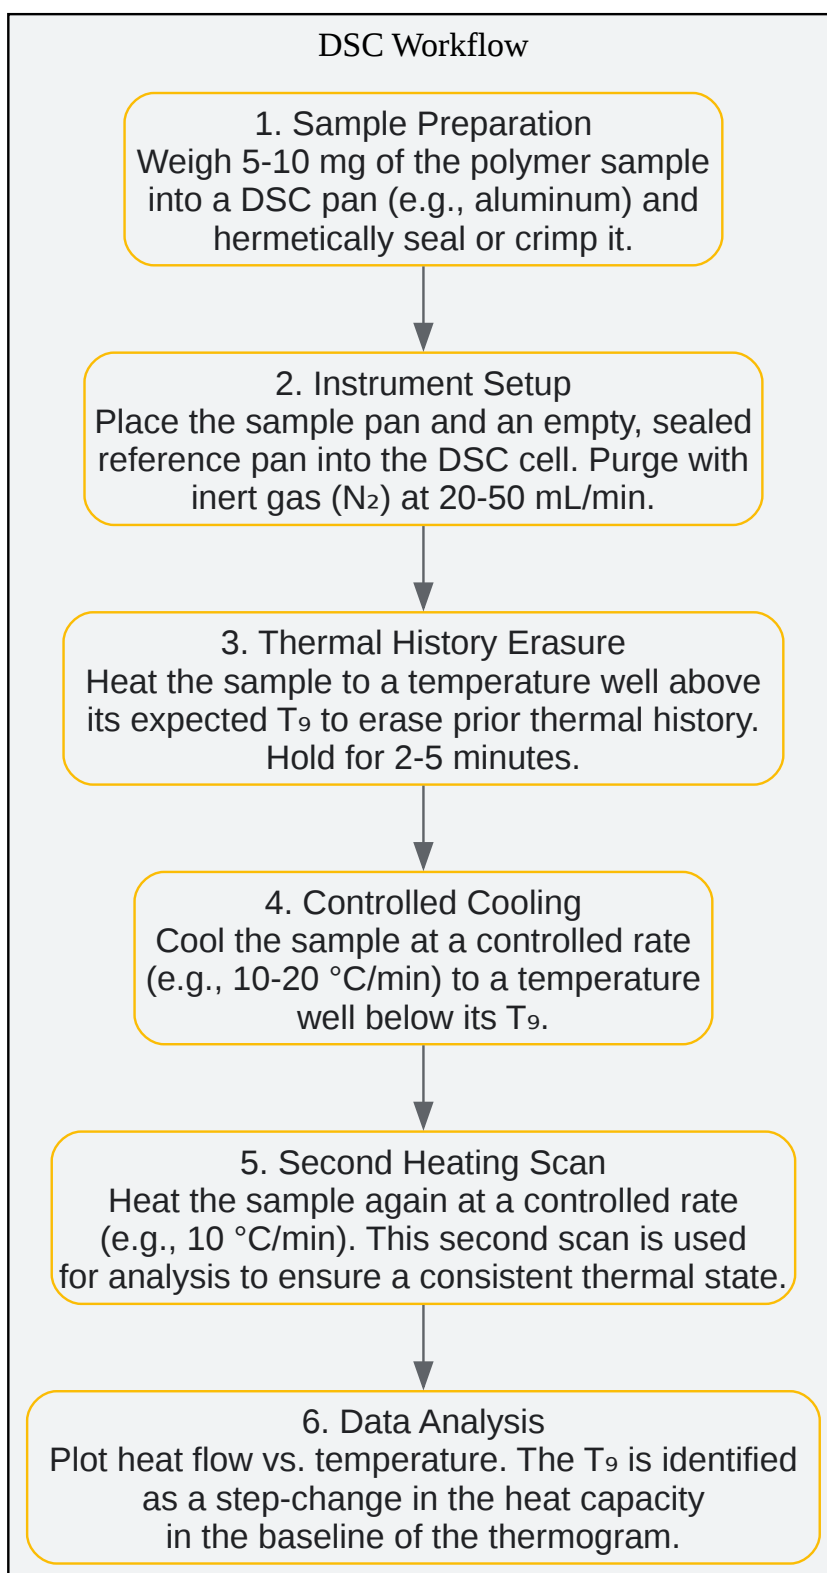 DSC Workflow
1. Sample Preparation
Weigh 5-10 mg of the polymer sample
into a DSC pan (e.g., aluminum) and
hermetically seal or crimp it.
2. Instrument Setup
Place the sample pan and an empty, sealed
reference pan into the DSC cell. Purge with
inert gas (N₂) at 20-50 mL/min.
3. Thermal History Erasure
Heat the sample to a temperature well above
its expected T₉ to erase prior thermal history.
Hold for 2-5 minutes.
4. Controlled Cooling
Cool the sample at a controlled rate
(e.g., 10-20 °C/min) to a temperature
well below its T₉.
5. Second Heating Scan
Heat the sample again at a controlled rate
(e.g., 10 °C/min). This second scan is used
for analysis to ensure a consistent thermal state.
6. Data Analysis
Plot heat flow vs. temperature. The T₉ is identified
as a step-change in the heat capacity
in the baseline of the thermogram.